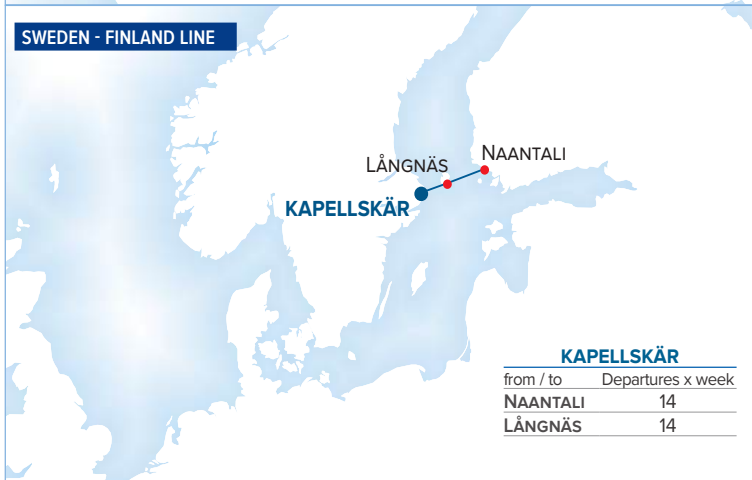 SWEDEN - FINLAND LINE
NAANTALI
LÅNGNÄS
KAPELLSKÄR
KAPELLSKÄR
from / to Departures x week
NAANTALI 14
LÅNGNÄS 14